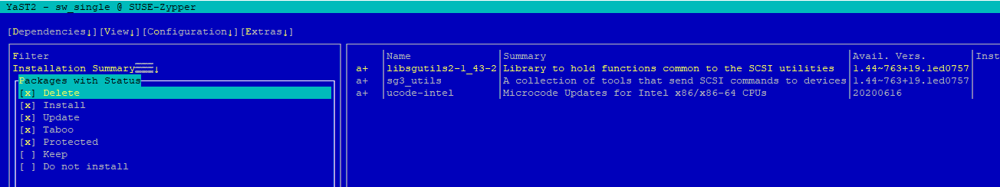 YaST2 - sw_single @ SUSE-Zypper
[Dependencies↓][View↓][Configuration↓][Extras↓]
Filter
Installation Summary↓
Packages with Status
[x] Delete
[x] Install
[x] Update
[x] Taboo
[x] Protected
[ ] Keep
[ ] Do not install
Name Summary Avail. Vers. Inst
a+ libsgutils2-1_43-2 Library to hold functions common to the SCSI utilities 1.44~763+19.1ed0757
a+ sg3_utils A collection of tools that send SCSI commands to devices 1.44~763+19.1ed0757
a+ ucode-intel Microcode Updates for Intel x86/x86-64 CPUs 20200616